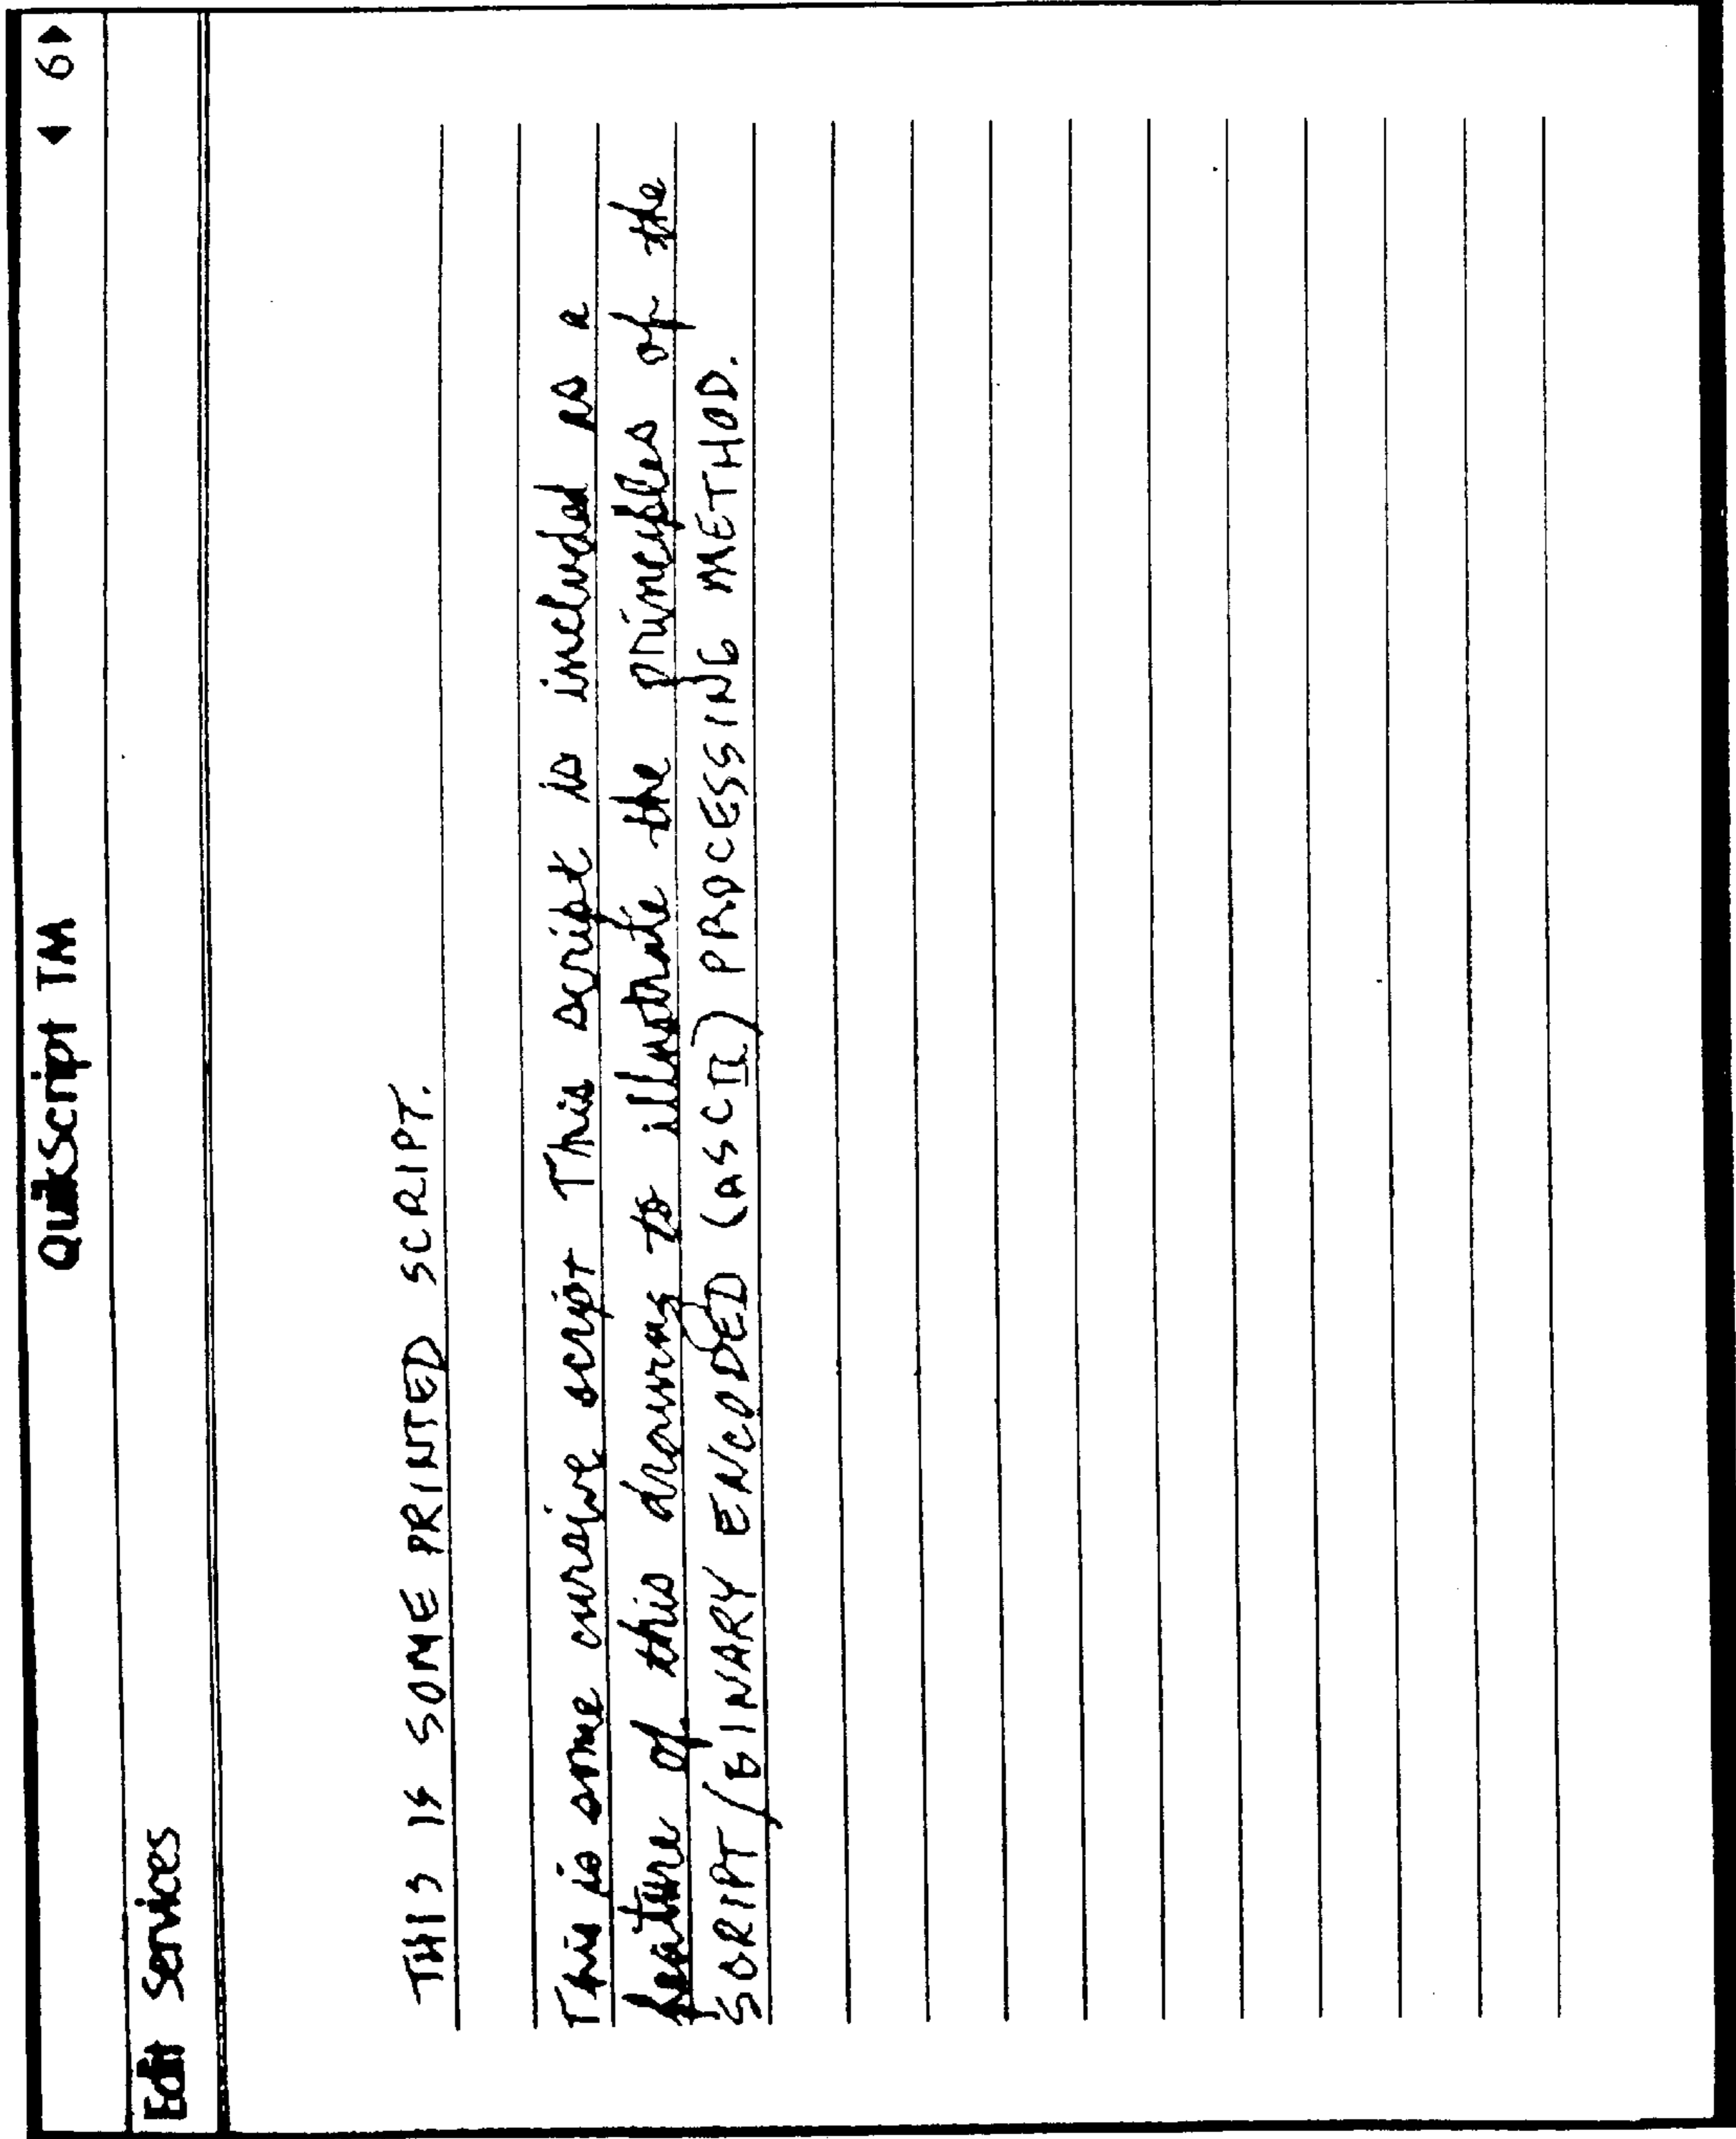 QuikScript TM ◀ 6 ▶
Edit Services
THIS IS SOME PRINTED SCRIPT.
This is some cursive script This script is included as a
feature of this drawing to illustrate the principles of the
SCRIPT/BINARY ENCODED (ASCII) PROCESSING METHOD.